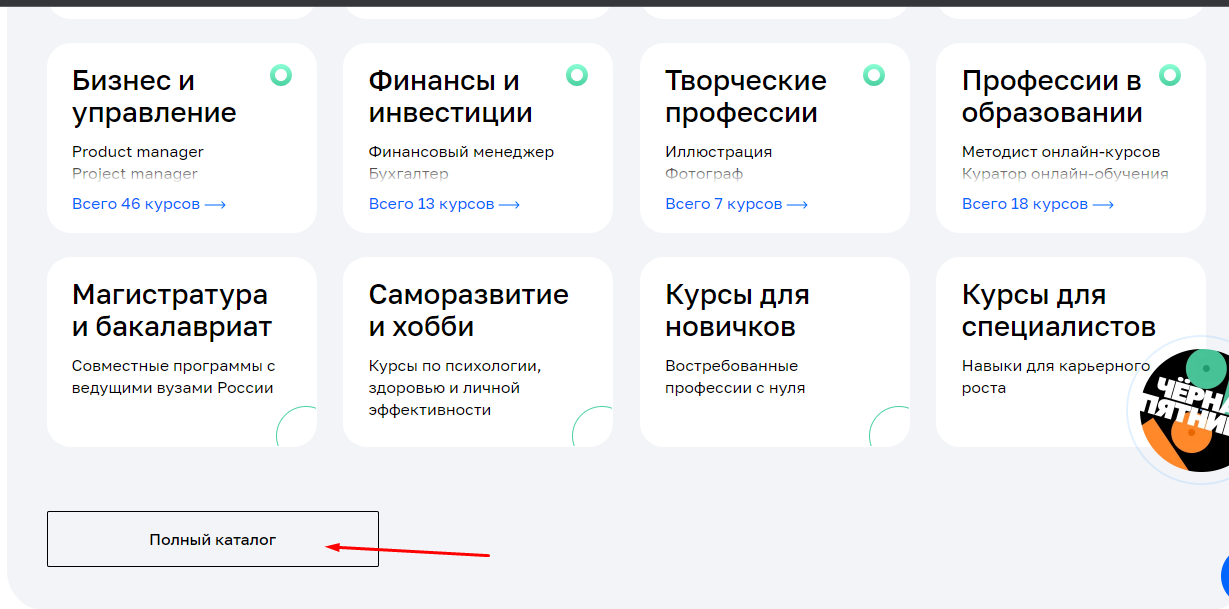 Бизнес и
управление
Product manager
Project manager
Всего 46 курсов
Финансы и
инвестиции
Финансовый менеджер
Бухгалтер
Всего 13 курсов
Творческие
профессии
Иллюстрация
Фотограф
Всего 7 курсов
Профессии в
образовании
Методист онлайн-курсов
Куратор онлайн-обучения
Всего 18 курсов
Магистратура
и бакалавриат
Совместные программы с
ведущими вузами России
Саморазвитие
и хобби
Курсы по психологии,
здоровью и личной
эффективности
Курсы для
новичков
Востребованные
профессии с нуля
Курсы для
специалистов
Навыки для карьерного
роста
Полный каталог